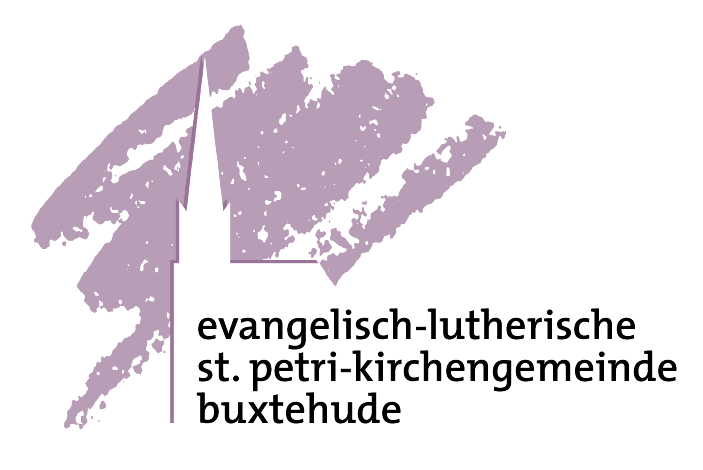 evangelisch-lutherische
st. petri-kirchengemeinde
buxtehude